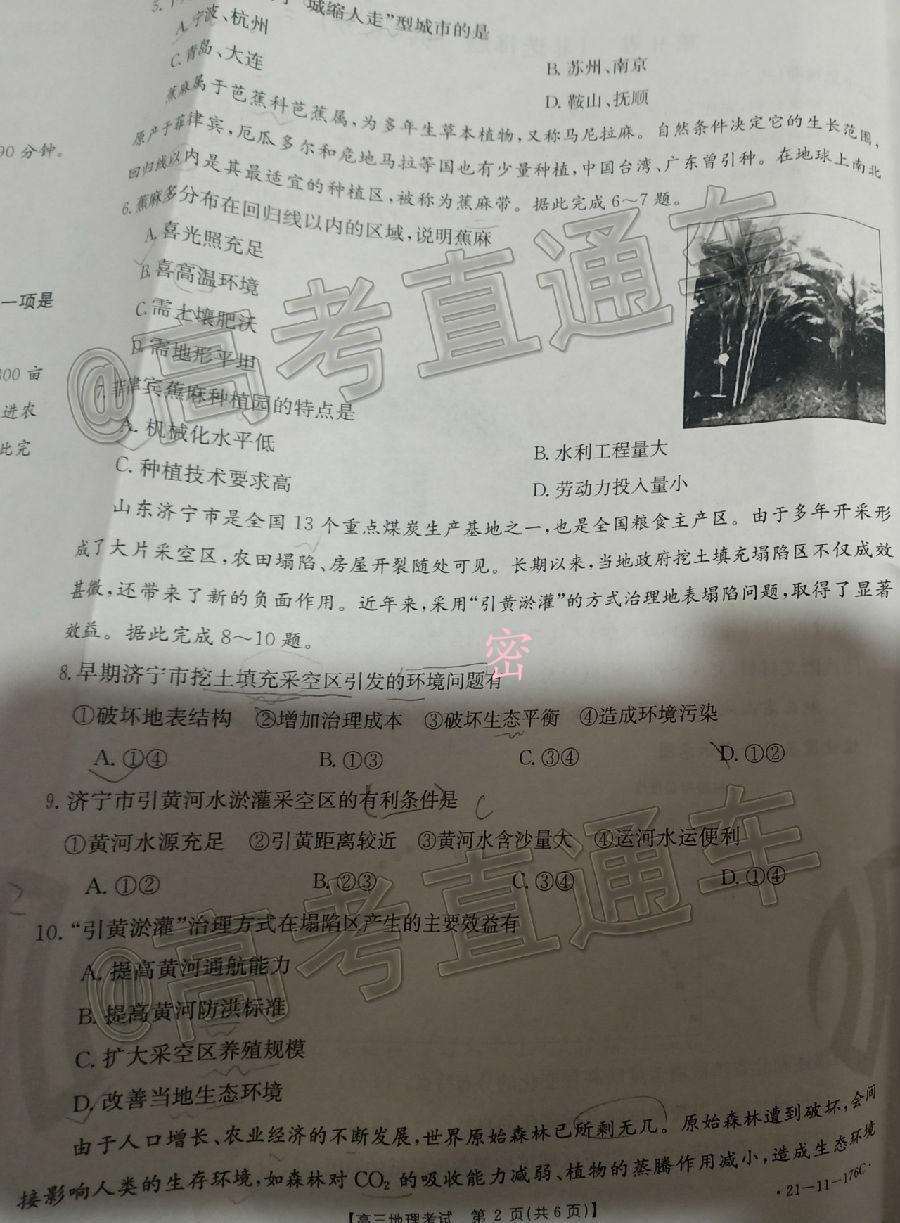 "城缩人走"型城市的是
A.宁波、杭州
B.苏州、南京
C.青岛、大连
D.鞍山、抚顺
蕉麻属于芭蕉科芭蕉属,为多年生草本植物,又称马尼拉麻。自然条件决定它的生长范围,
原产于菲律宾,厄瓜多尔和危地马拉等国也有少量种植,中国台湾、广东曾引种。在地球上南北
回归线以内是其最适宜的种植区,被称为蕉麻带。据此完成6~7题。
6.蕉麻多分布在回归线以内的区域,说明蕉麻
A.喜光照充足
B.喜高温环境
C.需土壤肥沃
D.需地形平坦
7.菲律宾蕉麻种植园的特点是
A.机械化水平低
B.水利工程量大
C.种植技术要求高
D.劳动力投入量小
山东济宁市是全国13个重点煤炭生产基地之一,也是全国粮食主产区。由于多年开采形
成了大片采空区,农田塌陷、房屋开裂随处可见。长期以来,当地政府挖土填充塌陷区不仅成效
甚微,还带来了新的负面作用。近年来,采用"引黄淤灌"的方式治理地表塌陷问题,取得了显著
效益。据此完成8~10题。
密
8.早期济宁市挖土填充采空区引发的环境问题有
①破坏地表结构 ②增加治理成本 ③破坏生态平衡 ④造成环境污染
A.①④ B.①③ C.③④ D.①②
9.济宁市引黄河水淤灌采空区的有利条件是 C
①黄河水源充足 ②引黄距离较近 ③黄河水含沙量大 ④运河水运便利
A.①② B.②③ C.③④ D.①④
10."引黄淤灌"治理方式在塌陷区产生的主要效益有
A.提高黄河通航能力
B.提高黄河防洪标准
C.扩大采空区养殖规模
D.改善当地生态环境
由于人口增长、农业经济的不断发展,世界原始森林已所剩无几。原始森林遭到破坏,会间
接影响人类的生存环境,如森林对CO₂的吸收能力减弱、植物的蒸腾作用减小,造成生态环境
【高三地理考试 第2页(共6页)】
·21-11-176C·
90分钟。
一项是
300亩
进农
此完
@高考直通车
@高考直通车